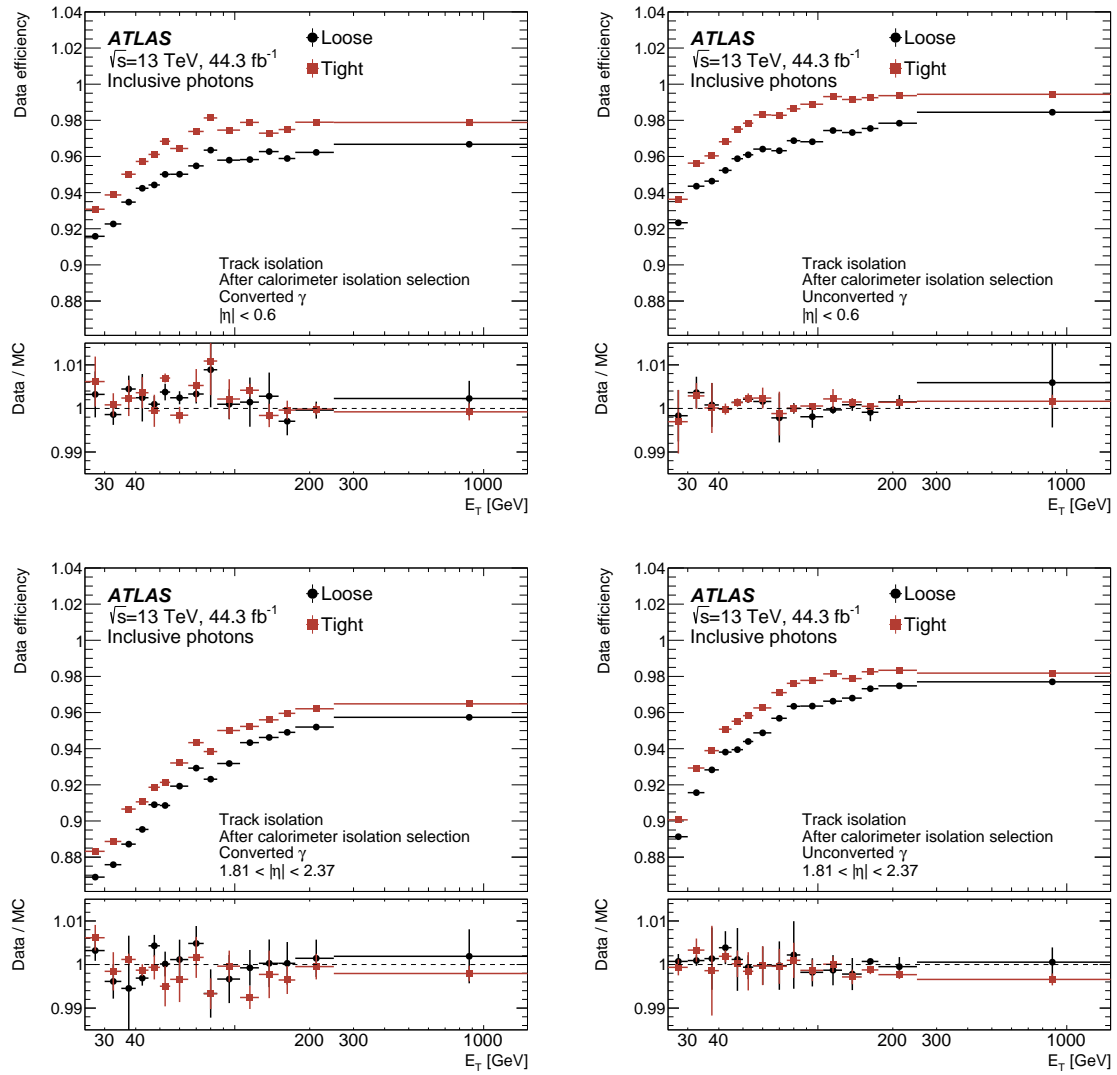 Data efficiency
1.04
1.02
1
0.98
0.96
0.94
0.92
0.9
0.88
ATLAS
√s=13 TeV, 44.3 fb⁻¹
Inclusive photons
Loose
Tight
Track isolation
After calorimeter isolation selection
Converted γ
|η| < 0.6
Data / MC
1.01
1
0.99
30 40 200 300 1000
E_T [GeV]
Data efficiency
1.04
1.02
1
0.98
0.96
0.94
0.92
0.9
0.88
ATLAS
√s=13 TeV, 44.3 fb⁻¹
Inclusive photons
Loose
Tight
Track isolation
After calorimeter isolation selection
Unconverted γ
|η| < 0.6
Data / MC
1.01
1
0.99
30 40 200 300 1000
E_T [GeV]
Data efficiency
1.04
1.02
1
0.98
0.96
0.94
0.92
0.9
0.88
ATLAS
√s=13 TeV, 44.3 fb⁻¹
Inclusive photons
Loose
Tight
Track isolation
After calorimeter isolation selection
Converted γ
1.81 < |η| < 2.37
Data / MC
1.01
1
0.99
30 40 200 300 1000
E_T [GeV]
Data efficiency
1.04
1.02
1
0.98
0.96
0.94
0.92
0.9
0.88
ATLAS
√s=13 TeV, 44.3 fb⁻¹
Inclusive photons
Loose
Tight
Track isolation
After calorimeter isolation selection
Unconverted γ
1.81 < |η| < 2.37
Data / MC
1.01
1
0.99
30 40 200 300 1000
E_T [GeV]